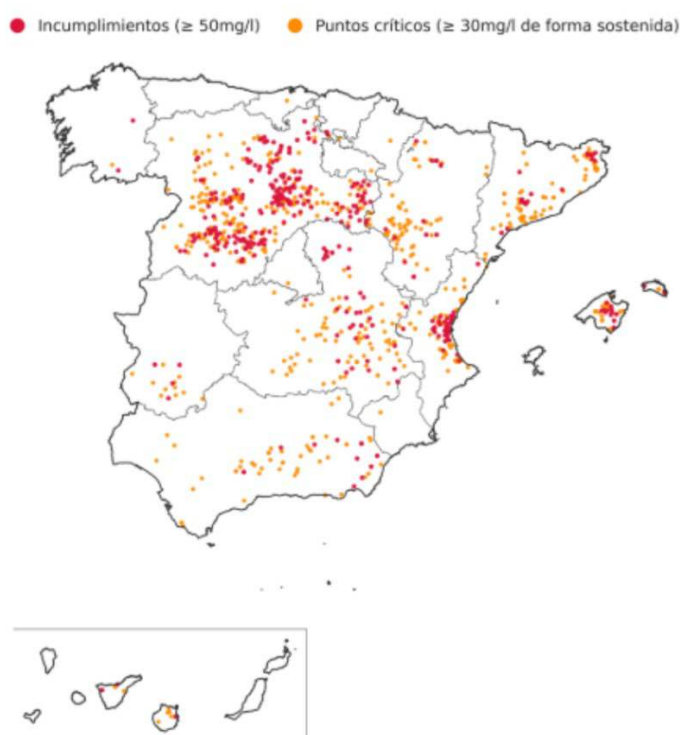 Incumplimientos (≥ 50mg/l) Puntos críticos (≥ 30mg/l de forma sostenida)